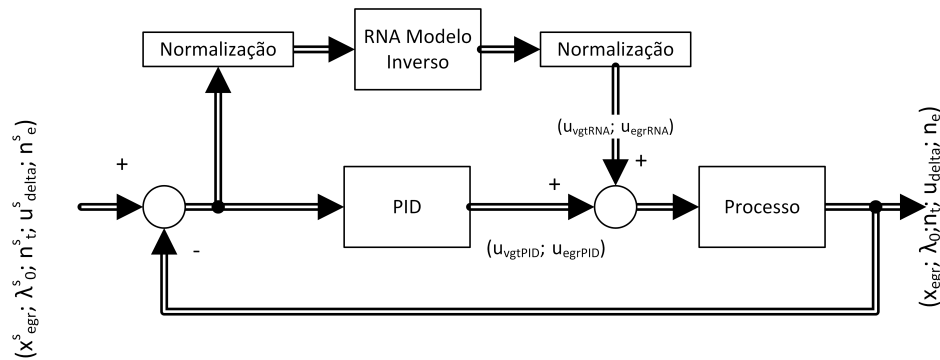 Normalização
RNA Modelo
Inverso
Normalização
(u_vgtRNA; u_egrRNA)
+
+
+
PID
Processo
-
(u_vgtPID; u_egrPID)
(x^s_egr; λ^s_0; n^s_t; u^s_delta; n^s_e)
(x_egr; λ_0;n_t; u_delta; n_e)